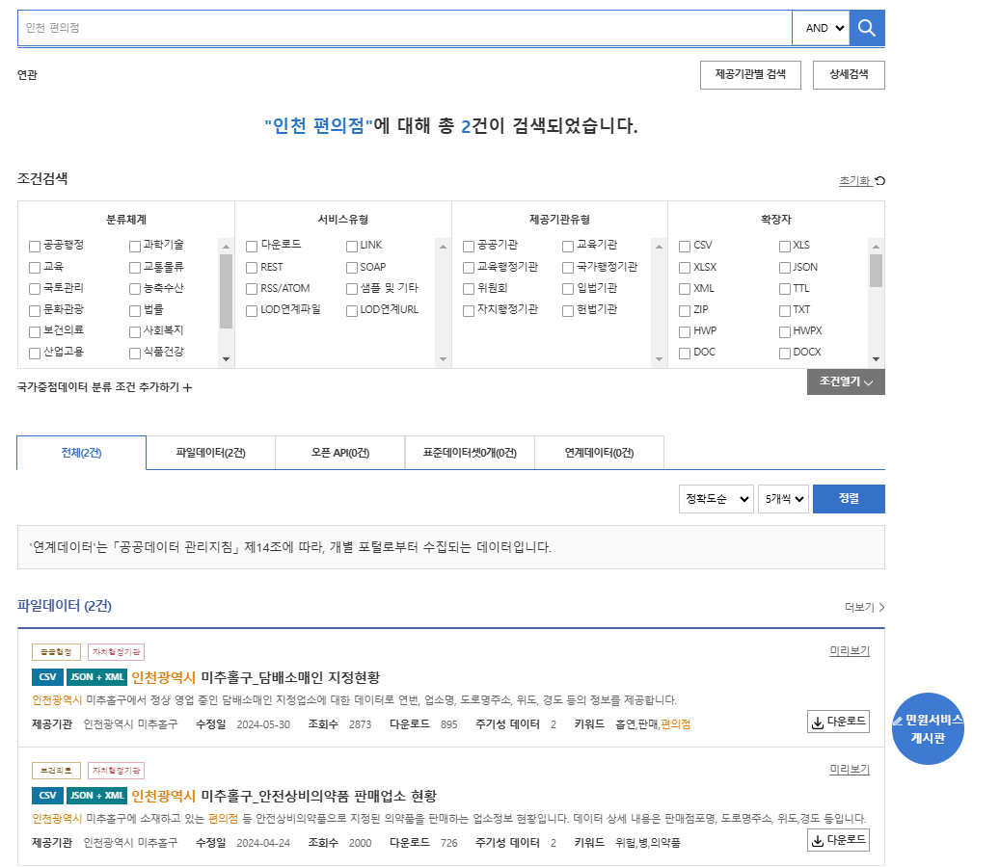 인천 편의점 AND
연관 제공기관별 검색 상세검색
"인천 편의점"에 대해 총 2건이 검색되었습니다.
조건검색 초기화
분류체계 서비스유형 제공기관유형 확장자
공공행정 과학기술 다운로드 LINK 공공기관 교육기관 CSV XLS
교육 교통물류 REST SOAP 교육행정기관 국가행정기관 XLSX JSON
국토관리 농축수산 RSS/ATOM 샘플 및 기타 위원회 입법기관 XML TTL
문화관광 법률 LOD연계파일 LOD연계URL 자치행정기관 헌법기관 ZIP TXT
보건의료 사회복지 HWP HWPX
산업고용 식품건강 DOC DOCX
국가중점데이터 분류 조건 추가하기 + 조건열기
전체(2건) 파일데이터(2건) 오픈 API(0건) 표준데이터셋0개(0건) 연계데이터(0건)
정확도순 5개씩 정렬
'연계데이터'는 「공공데이터 관리지침」 제14조에 따라, 개별 포털로부터 수집되는 데이터입니다.
파일데이터 (2건) 더보기 >
공공행정 자치행정기관 미리보기
CSV JSON + XML 인천광역시 미추홀구_담배소매인 지정현황
인천광역시 미추홀구에서 정상 영업 중인 담배소매인 지정업소에 대한 데이터로 연번, 업소명, 도로명주소, 위도, 경도 등의 정보를 제공합니다.
제공기관 인천광역시 미추홀구 수정일 2024-05-30 조회수 2873 다운로드 895 주기성 데이터 2 키워드 흡연,판매,편의점 다운로드
민원서비스
게시판
보건의료 자치행정기관 미리보기
CSV JSON + XML 인천광역시 미추홀구_안전상비의약품 판매업소 현황
인천광역시 미추홀구에 소재하고 있는 편의점 등 안전상비의약품으로 지정된 의약품을 판매하는 업소정보 현황입니다. 데이터 상세 내용은 판매점포명, 도로명주소, 위도,경도 등입니다.
제공기관 인천광역시 미추홀구 수정일 2024-04-24 조회수 2000 다운로드 726 주기성 데이터 2 키워드 위험,병,의약품 다운로드